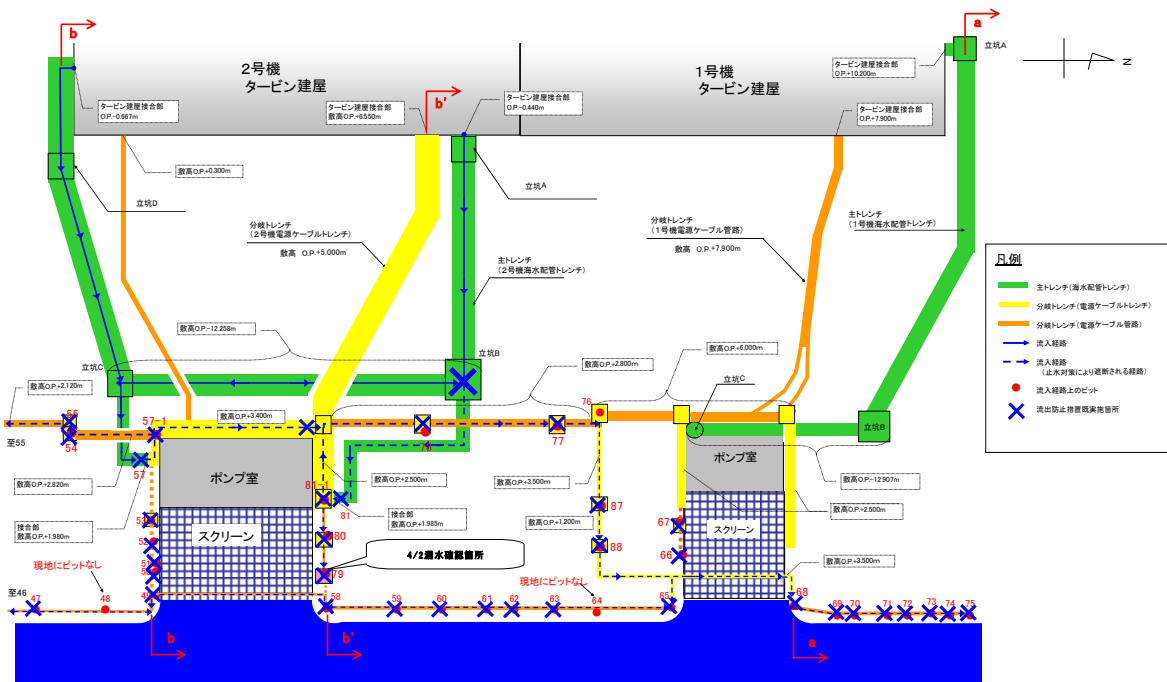 b
2号機
タービン建屋
1号機
タービン建屋
a
立坑A
N
タービン建屋接合部
O.P.+10.200m
タービン建屋接合部
O.P.-0.667m
タービン建屋接合部
敷高O.P.+6.550m
b'
タービン建屋接合部
O.P.-0.440m
タービン建屋接合部
O.P.+7.900m
敷高O.P.+0.300m
立坑D
立坑A
分岐トレンチ
(2号機電源ケーブルトレンチ)
敷高 O.P.+5.000m
主トレンチ
(2号機海水配管トレンチ)
分岐トレンチ
(1号機電源ケーブル管路)
敷高 O.P.+7.900m
主トレンチ
(1号機海水配管トレンチ)
凡例
主トレンチ(海水配管トレンチ)
分岐トレンチ(電源ケーブルトレンチ)
分岐トレンチ(電源ケーブル管路)
流入経路
流入経路
(止水対策により遮断される経路)
流入経路上のピット
流出防止措置既実施箇所
敷高O.P.-12.258m
立坑C
立坑B
敷高O.P.+2.800m
敷高O.P.+6.000m
立坑C
敷高O.P.+2.120m
55
57-1
敷高O.P.+3.400m
76
77
立坑B
至55
54
57
ポンプ室
敷高O.P.+2.500m
敷高O.P.+3.500m
ポンプ室
敷高O.P.-12.907m
敷高O.P.+2.820m
81-1
81
87
敷高O.P.+2.500m
接合部
敷高O.P.+1.980m
53
スクリーン
接合部
敷高O.P.+1.985m
敷高O.P.+1.200m
67
スクリーン
52
80
4/2漏水確認箇所
88
66
51
79
敷高O.P.+3.500m
現地にピットなし
現地にピットなし
至46
47
48
58
59
60
61
62
63
64
65
68
69
70
71
72
73
74
75
b
b'
a